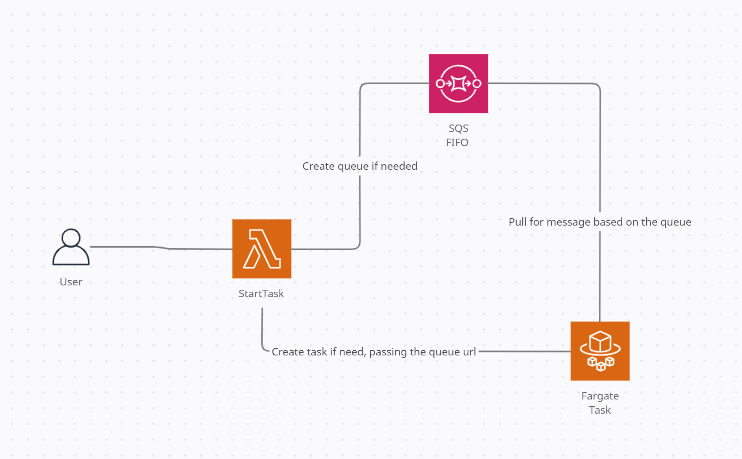 SQS
FIFO
Create queue if needed
Pull for message based on the queue
User
StartTask
Create task if need, passing the queue url
Fargate
Task